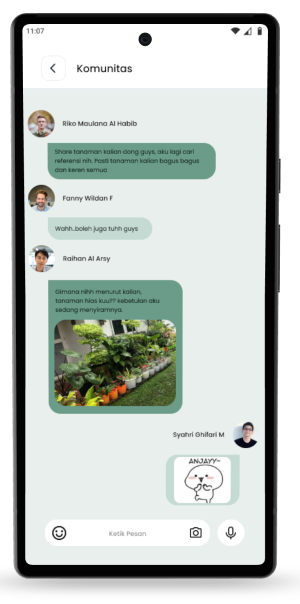 11:07
Komunitas
Riko Maulana Al Habib
Share tanaman kalian dong guys, aku lagi cari
referensi nih. Pasti tanaman kalian bagus bagus
dan keren semua
Fanny Wildan F
Wahh..boleh juga tuhh guys
Raihan Al Arsy
Gimana nihh menurut kalian,
tanaman hias kuu?? kebetulan aku
sedang menyiramnya.
Syahri Ghifari M
ANJAYY~
Ketik Pesan